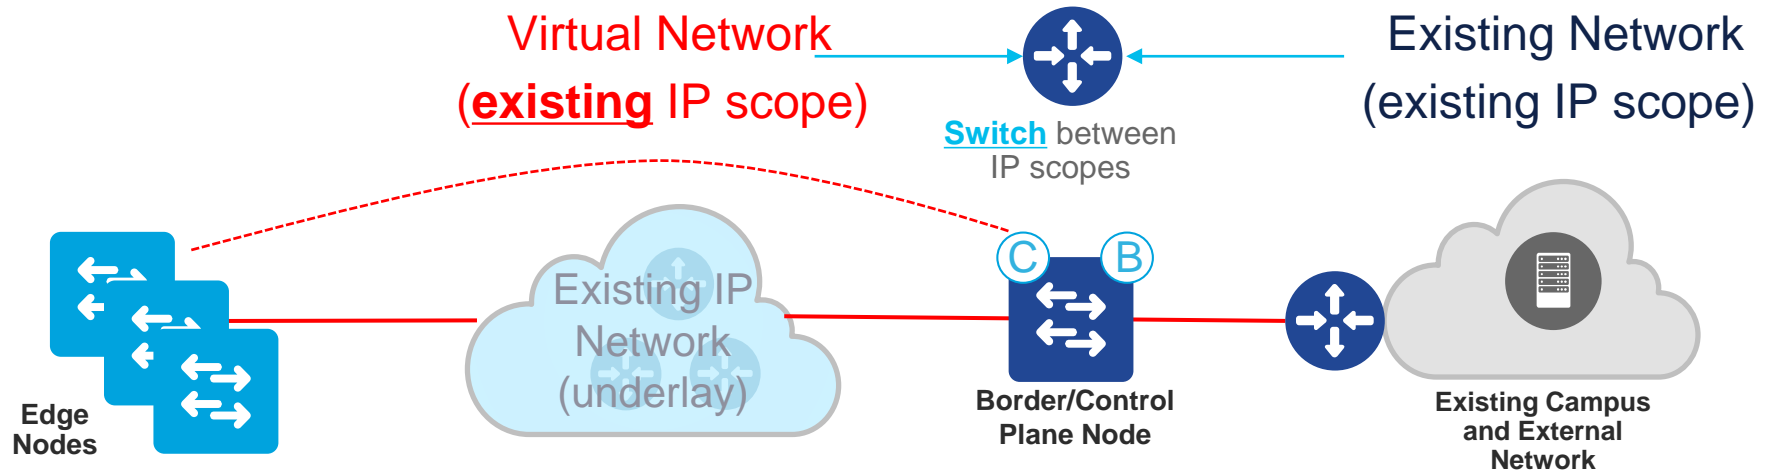 Virtual Network
(existing IP scope)
Switch between
IP scopes
Existing Network
(existing IP scope)
Edge
Nodes
Existing IP
Network
(underlay)
C
B
Border/Control
Plane Node
Existing Campus
and External
Network